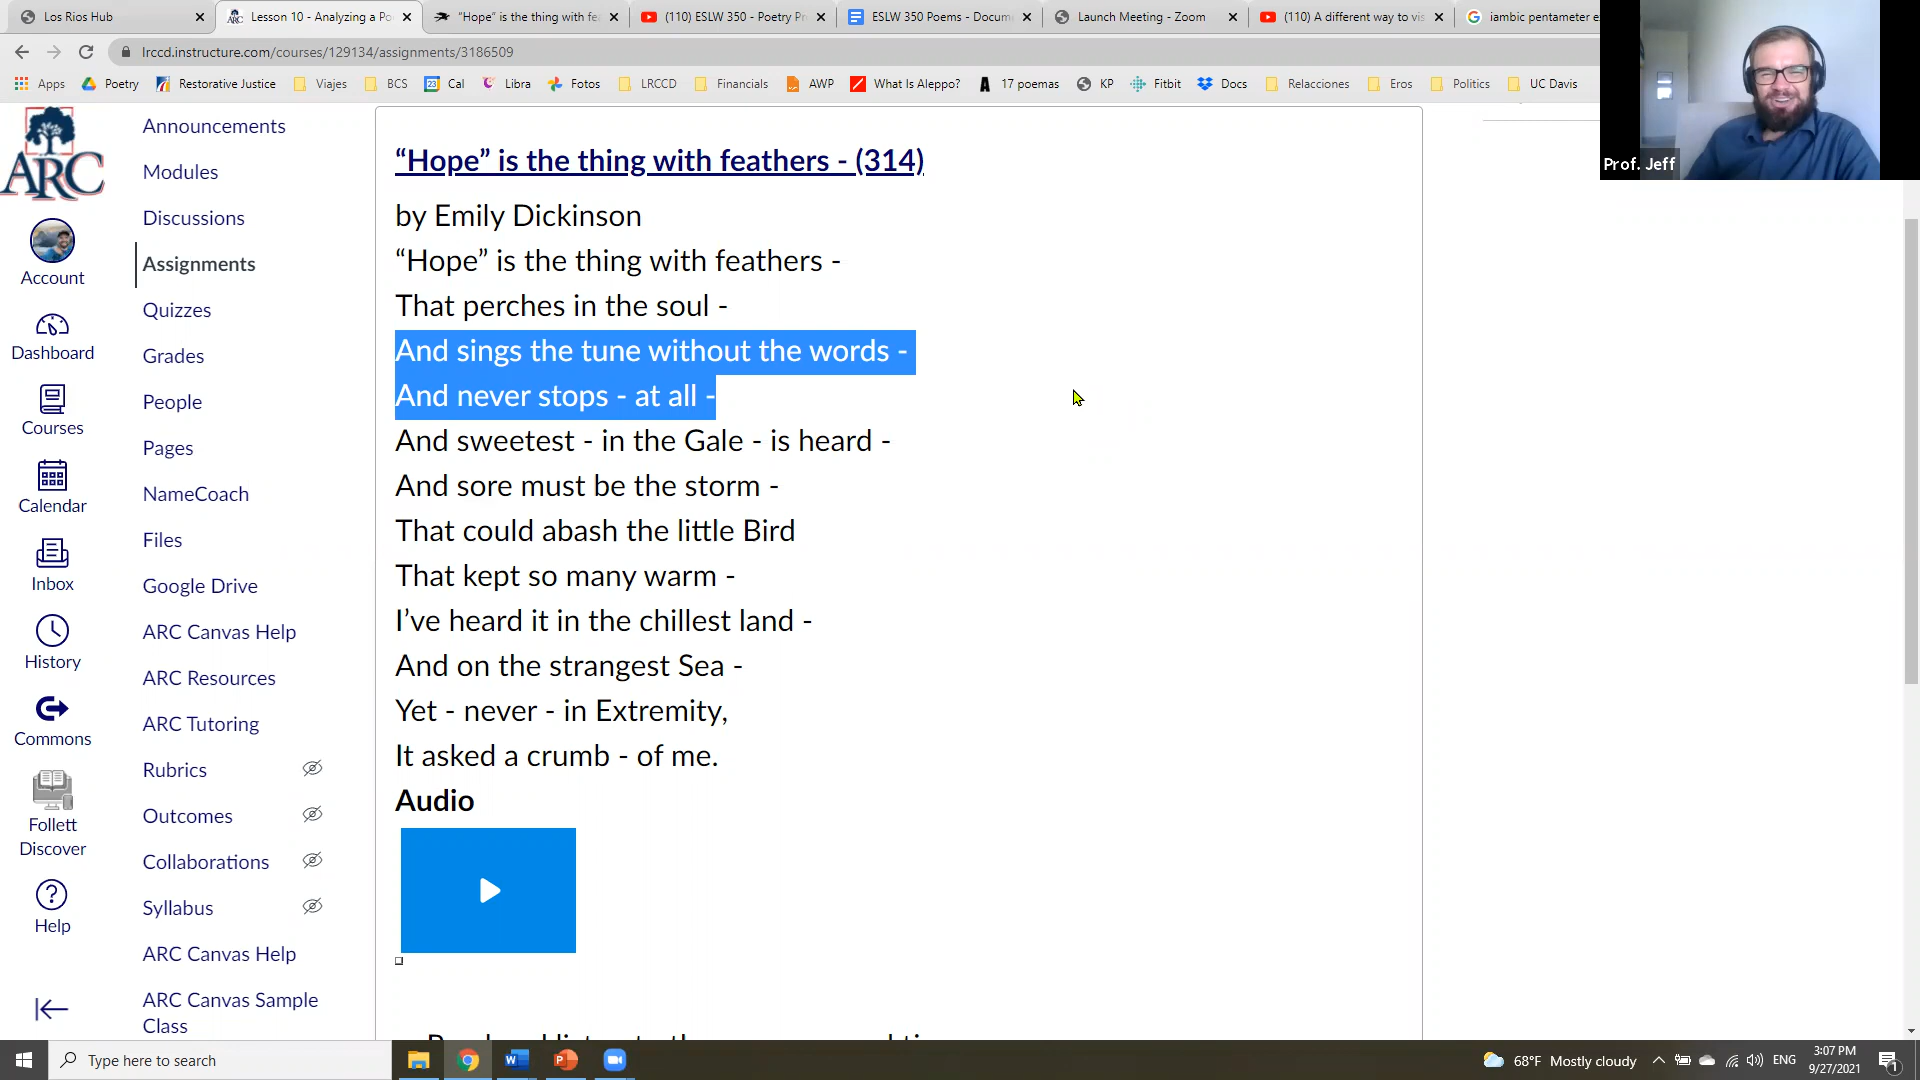 Los Rios Hub
Lesson 10 - Analyzing a Po
"Hope" is the thing with fe
(110) ESLW 350 - Poetry Pr
ESLW 350 Poems - Docum
Launch Meeting - Zoom
(110) A different way to vis
iambic pentameter e
lrccd.instructure.com/courses/129134/assignments/3186509
Apps
Poetry
Restorative Justice
Viajes
BCS
23
Cal
Libra
Fotos
LRCCD
Financials
AWP
What Is Aleppo?
17 poemas
KP
Fitbit
Docs
Relacciones
Eros
Politics
UC Davis
Prof. Jeff
ARC
Account
Dashboard
Courses
Calendar
Inbox
History
Commons
Follett
Discover
Help
Announcements
Modules
Discussions
Assignments
Quizzes
Grades
People
Pages
NameCoach
Files
Google Drive
ARC Canvas Help
ARC Resources
ARC Tutoring
Rubrics
Outcomes
Collaborations
Syllabus
ARC Canvas Help
ARC Canvas Sample
Class
“Hope” is the thing with feathers - (314)
by Emily Dickinson
“Hope” is the thing with feathers -
That perches in the soul -
And sings the tune without the words -
And never stops - at all -
And sweetest - in the Gale - is heard -
And sore must be the storm -
That could abash the little Bird
That kept so many warm -
I’ve heard it in the chillest land -
And on the strangest Sea -
Yet - never - in Extremity,
It asked a crumb - of me.
Audio
Type here to search
68°F Mostly cloudy
ENG
3:07 PM
9/27/2021
1